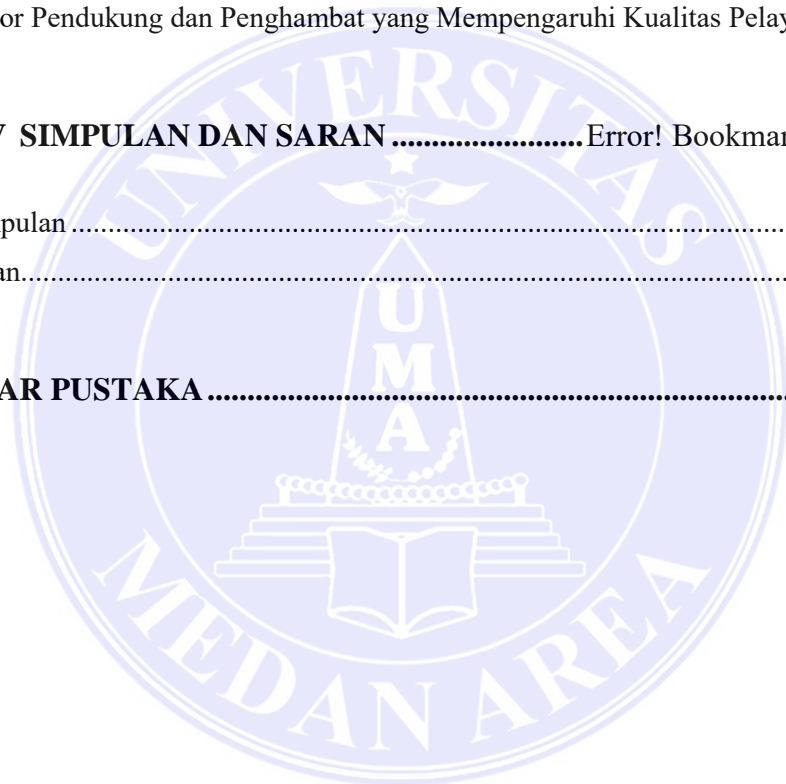 or Pendukung dan Penghambat yang Mempengaruhi Kualitas Pelay
SIMPULAN DAN SARAN ........................Error! Bookmar
pulan ..........................................................................................
an..................................................................................................
AR PUSTAKA ..........................................................................
UNIVERSITAS
UMA
MEDAN AREA